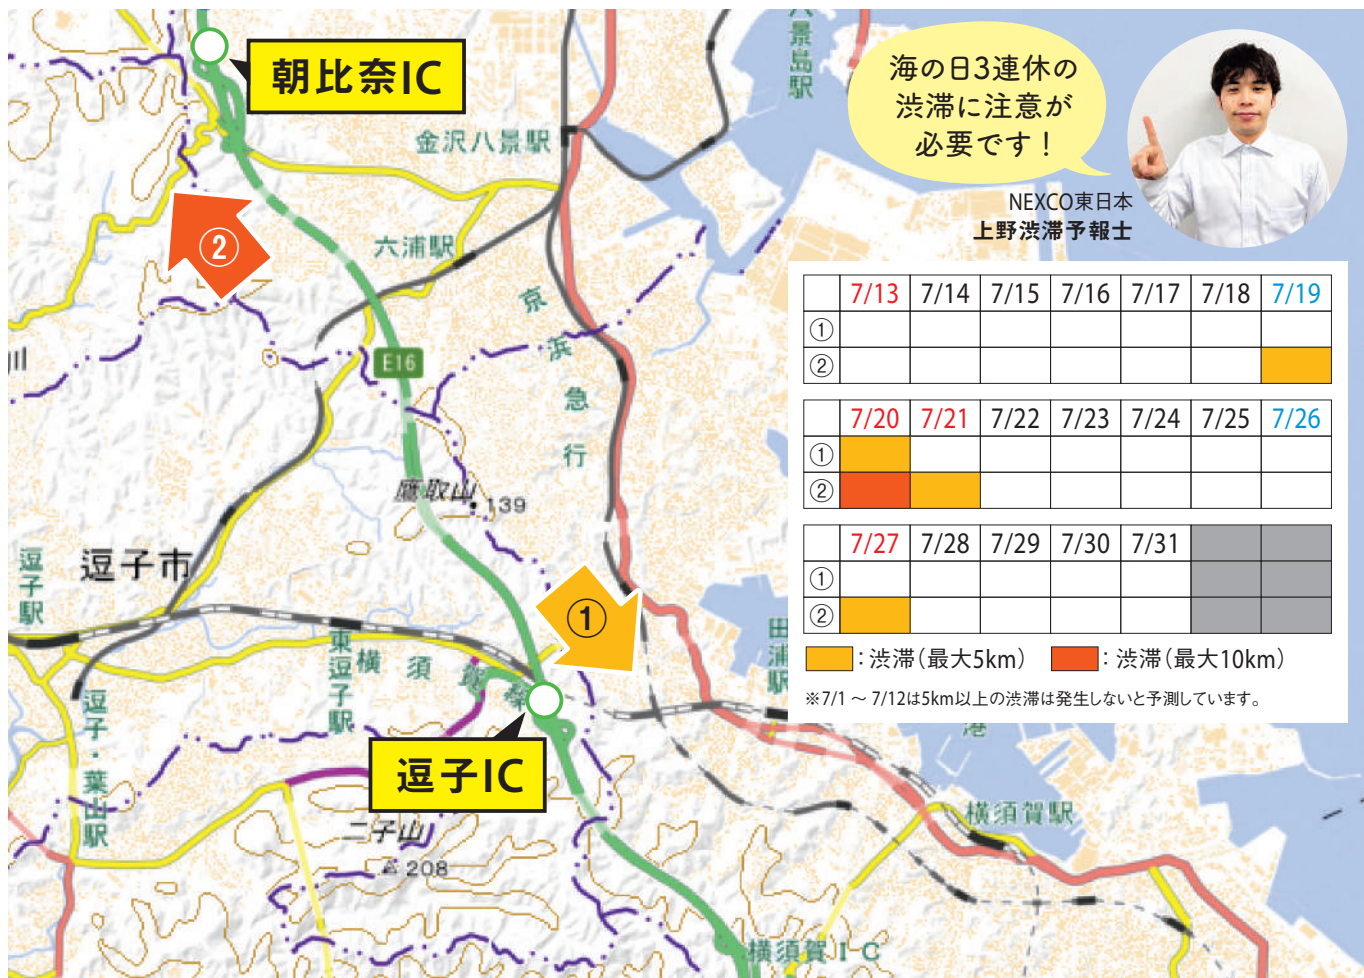 朝比奈IC
八景島駅
海の日3連休の
渋滞に注意が
必要です！
NEXCO東日本
上野渋滞予報士
金沢八景駅
②
六浦駅
京浜急行
E16
鷹取山
139
逗子市
逗子駅
①
東逗子駅
横須賀
田浦駅
逗子・葉山駅
逗子IC
二子山
208
港
横須賀駅
横須賀IC
7/13 7/14 7/15 7/16 7/17 7/18 7/19
①
②
7/20 7/21 7/22 7/23 7/24 7/25 7/26
①
②
7/27 7/28 7/29 7/30 7/31
①
②
：渋滞（最大5km） ：渋滞（最大10km）
※7/1 ～ 7/12は5km以上の渋滞は発生しないと予測しています。